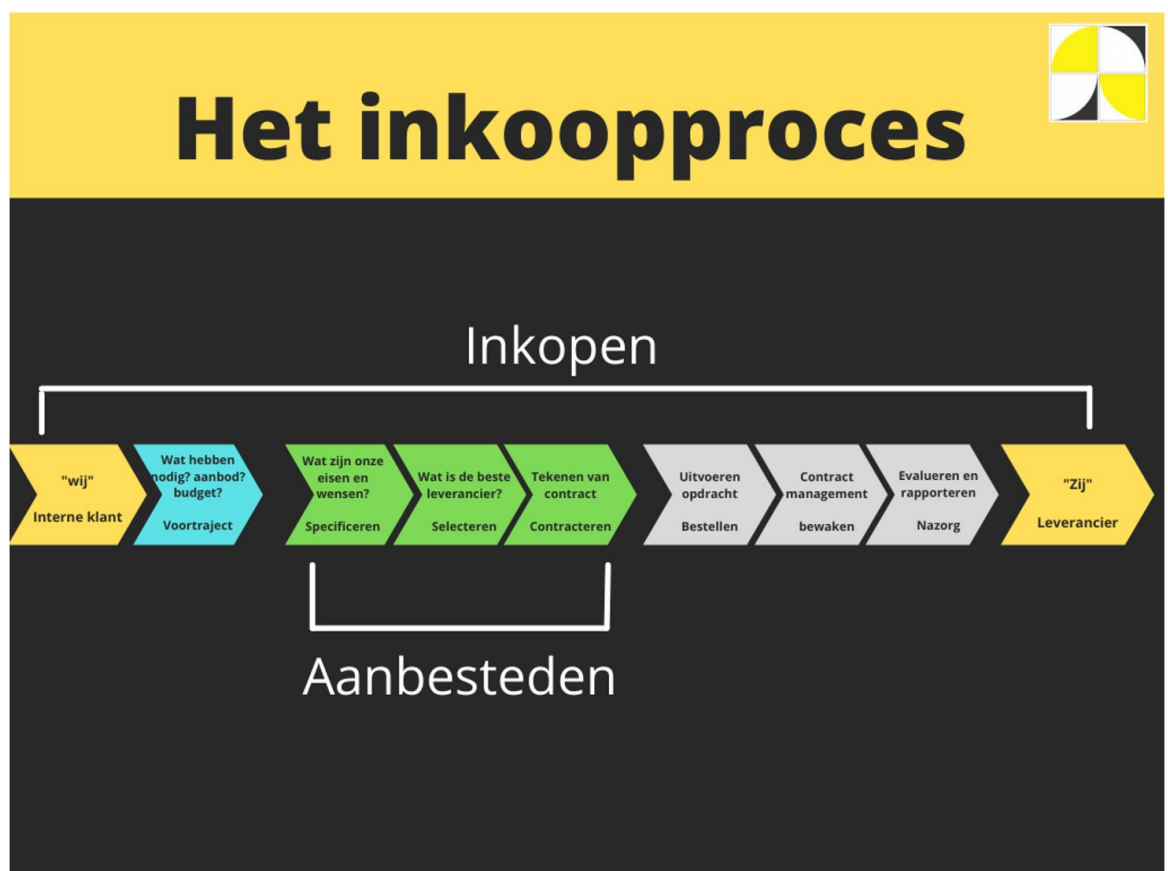 Het inkoopproces
Inkopen
"wij"
Interne klant
Wat hebben
nodig? aanbod?
budget?
Voortraject
Wat zijn onze
eisen en
wensen?
Specificeren
Wat is de beste
leverancier?
Selecteren
Tekenen van
contract
Contracteren
Uitvoeren
opdracht
Bestellen
Contract
management
bewaken
Evalueren en
rapporteren
Nazorg
"Zij"
Leverancier
Aanbesteden